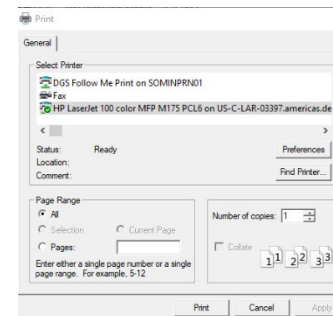 Print
General
Select Printer
DGS Follow Me Print on SOMINPRN01
Fax
HP LaserJet 100 color MFP M175 PCL6 on US-C-LAR-03397.americas.de
Status: Ready Preferences
Location:
Comment: Find Printer...
Page Range
All Number of copies: 1
Selection Current Page
Pages: Collate
Enter either a single page number or a single
page range. For example, 5-12
1 1 2 2 3 3
Print Cancel Apply